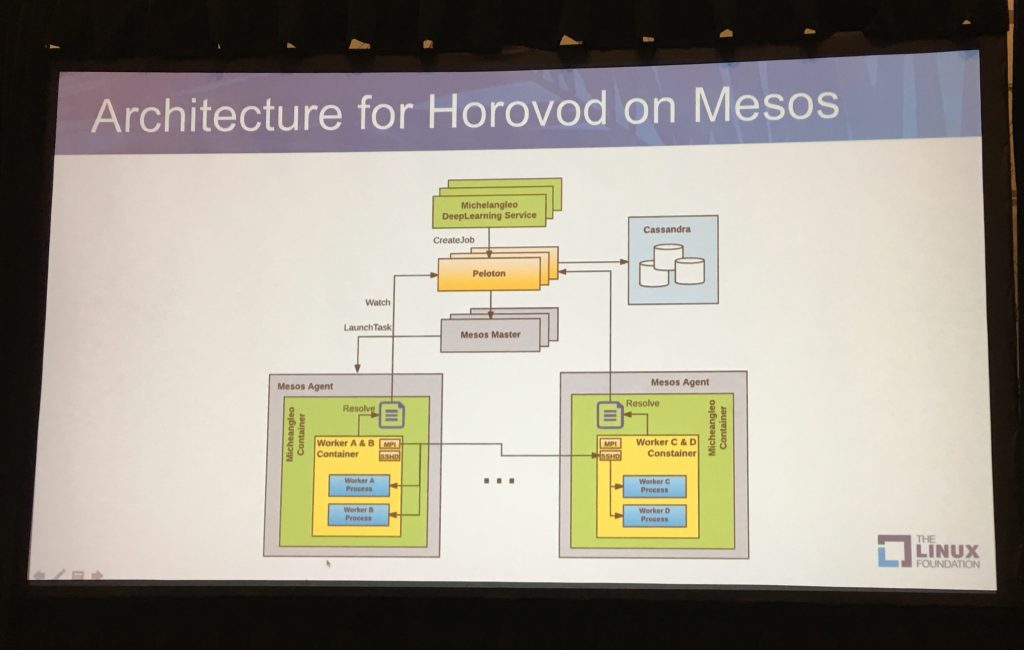 Architecture for Horovod on Mesos
Michelangleo
DeepLearning Service
CreateJob
Cassandra
Peloton
Watch
LaunchTask
Mesos Master
Mesos Agent
Resolve
Micheangleo
Container
Worker A & B
Container
MPI
SSHD
Worker A
Process
Worker B
Process
...
Mesos Agent
Resolve
Micheangleo
Container
MPI
SSHD
Worker C & D
Constainer
Worker C
Process
Worker D
Process
THE
LINUX
FOUNDATION